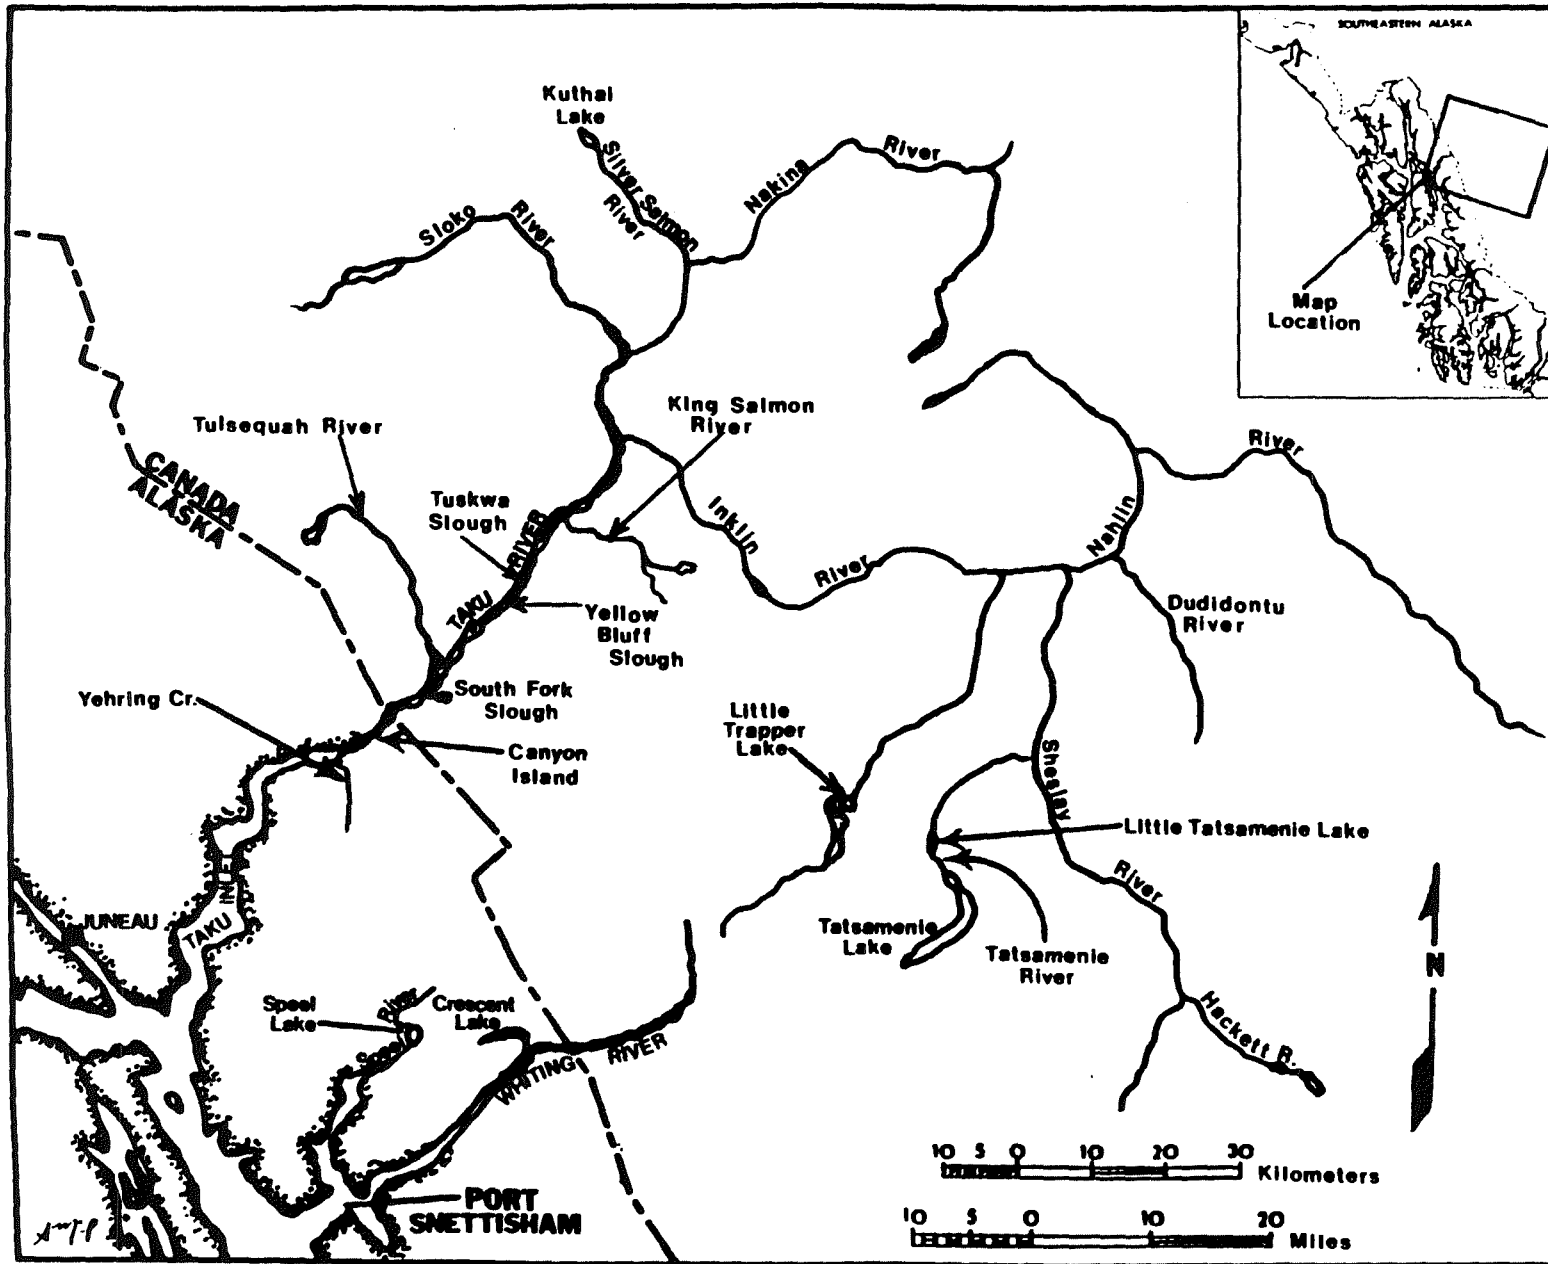 SOUTHEASTERN ALASKA
Map
Location
Kuthai
Lake
Silver Salmon
River
Nakina River
Sloko River
King Salmon
River
Tulsequah River
CANADA
ALASKA
Tuskwa
Slough
TAKU RIVER
Inklin River
Nahlin River
Yellow
Bluff
Slough
Dudidontu
River
South Fork
Slough
Yehring Cr.
Canyon
Island
Little
Trapper
Lake
Sheslay River
Little Tatsamenie Lake
JUNEAU
TAKU INLET
Tatsamenie
Lake
Tatsamenie
River
N
Speel
Lake
Speel River
Crescent
Lake
WHITING RIVER
Hackett R.
PORT
SNETTISHAM
10 5 0 10 20 30
Kilometers
10 5 0 10 20
Miles